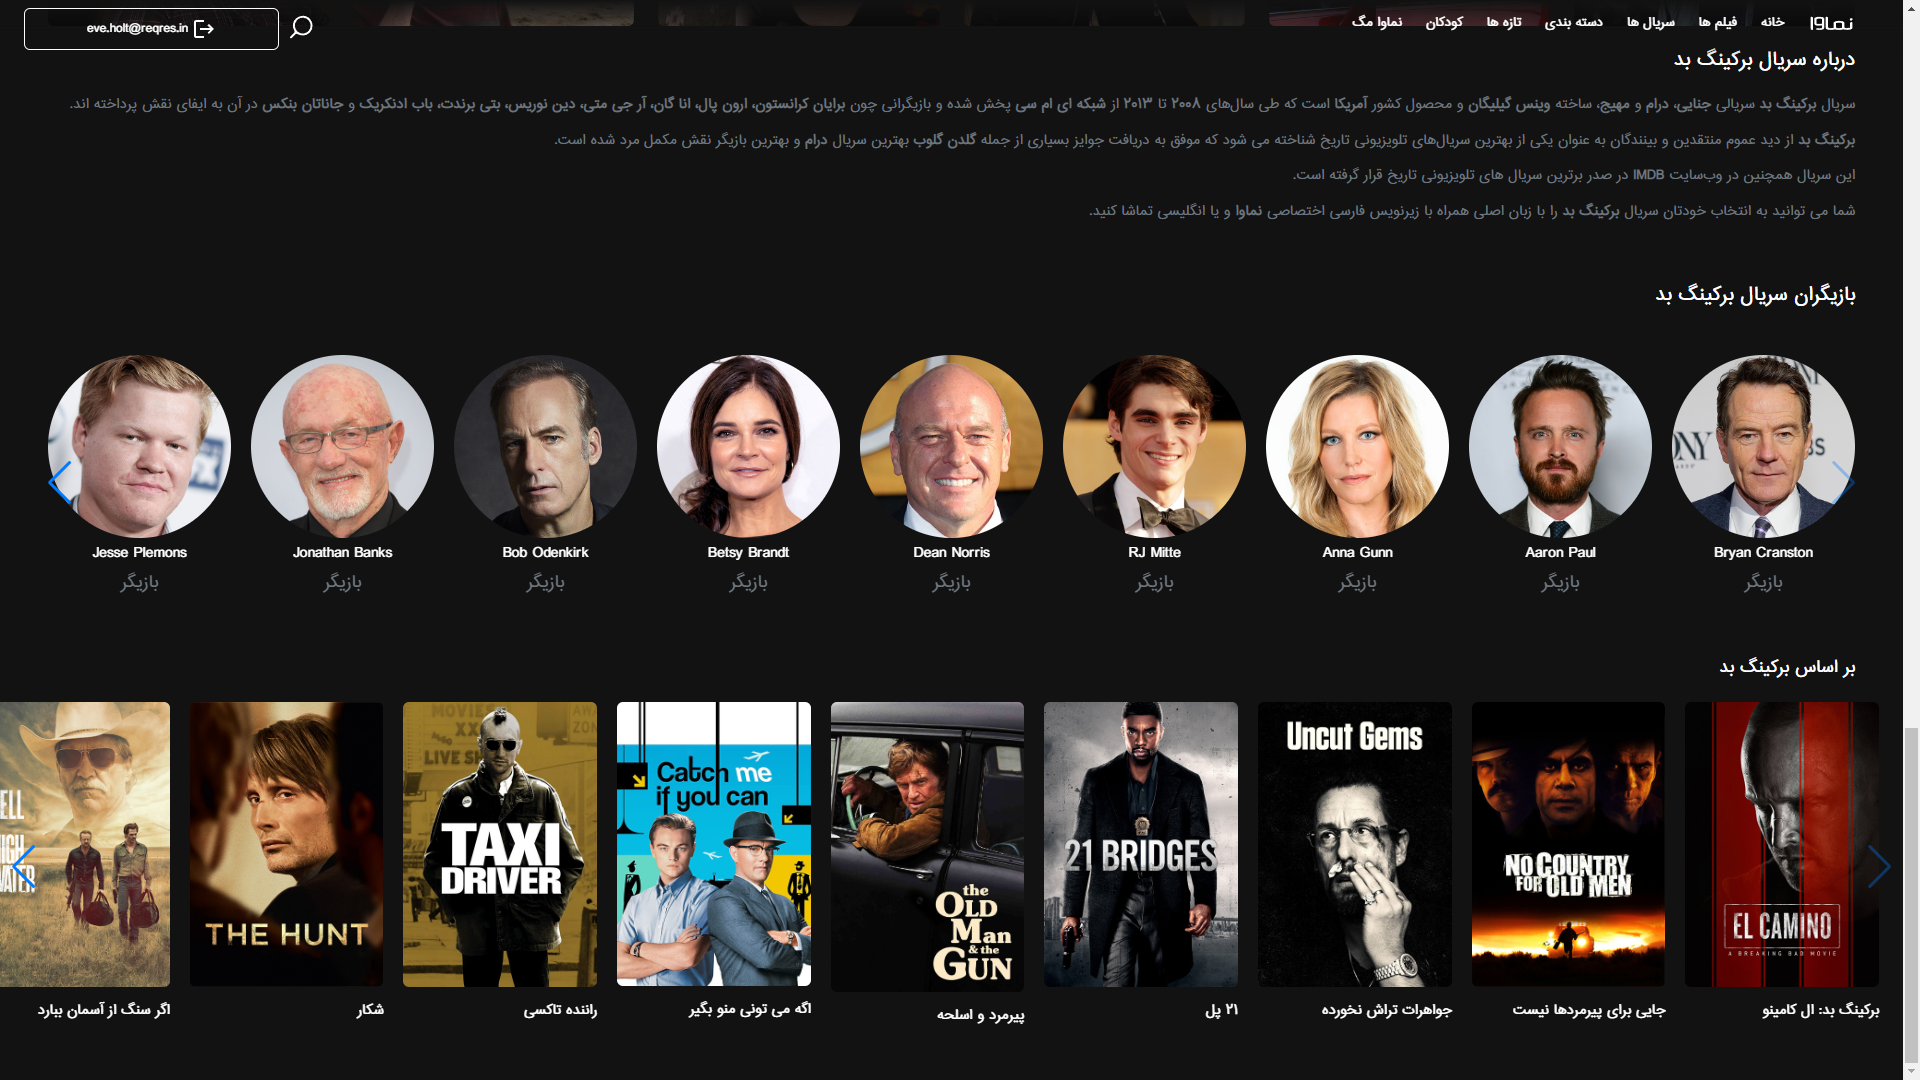 نماوا خانه فیلم ها سریال ها دسته بندی تازه ها کودکان نماوا مگ
eve.holt@reqres.in
درباره سریال برکینگ بد
سریال برکینگ بد سریالی جنایی، درام و مهیج، ساخته وینس گیلیگان و محصول کشور آمریکا است که طی سال‌های ۲۰۰۸ تا ۲۰۱۳ از شبکه ای ام سی پخش شده و بازیگرانی چون برایان کرانستون، ارون پال، انا گان، آر جی متی، دین نوریس، بتی برندت، باب ادنکریک و جاناتان بنکس در آن به ایفای نقش پرداخته اند.
برکینگ بد از دید عموم منتقدین و بینندگان به عنوان یکی از بهترین سریال‌های تلویزیونی تاریخ شناخته می شود که موفق به دریافت جوایز بسیاری از جمله گلدن گلوب بهترین سریال درام و بهترین بازیگر نقش مکمل مرد شده است.
این سریال همچنین در وب‌سایت IMDB در صدر برترین سریال های تلویزیونی تاریخ قرار گرفته است.
شما می توانید به انتخاب خودتان سریال برکینگ بد را با زبان اصلی همراه با زیرنویس فارسی اختصاصی نماوا و یا انگلیسی تماشا کنید.
بازیگران سریال برکینگ بد
Bryan Cranston
بازیگر
Aaron Paul
بازیگر
Anna Gunn
بازیگر
RJ Mitte
بازیگر
Dean Norris
بازیگر
Betsy Brandt
بازیگر
Bob Odenkirk
بازیگر
Jonathan Banks
بازیگر
Jesse Plemons
بازیگر
بر اساس برکینگ بد
EL CAMINO
A BREAKING BAD MOVIE
برکینگ بد: ال کامینو
NO COUNTRY
FOR OLD MEN
جایی برای پیرمردها نیست
Uncut Gems
جواهرات تراش نخورده
21 BRIDGES
۲۱ پل
the
OLD
Man
& the
GUN
پیرمرد و اسلحه
Catch me
if you can
اگه می تونی منو بگیر
TAXI
DRIVER
راننده تاکسی
THE HUNT
شکار
اگر سنگ از آسمان ببارد